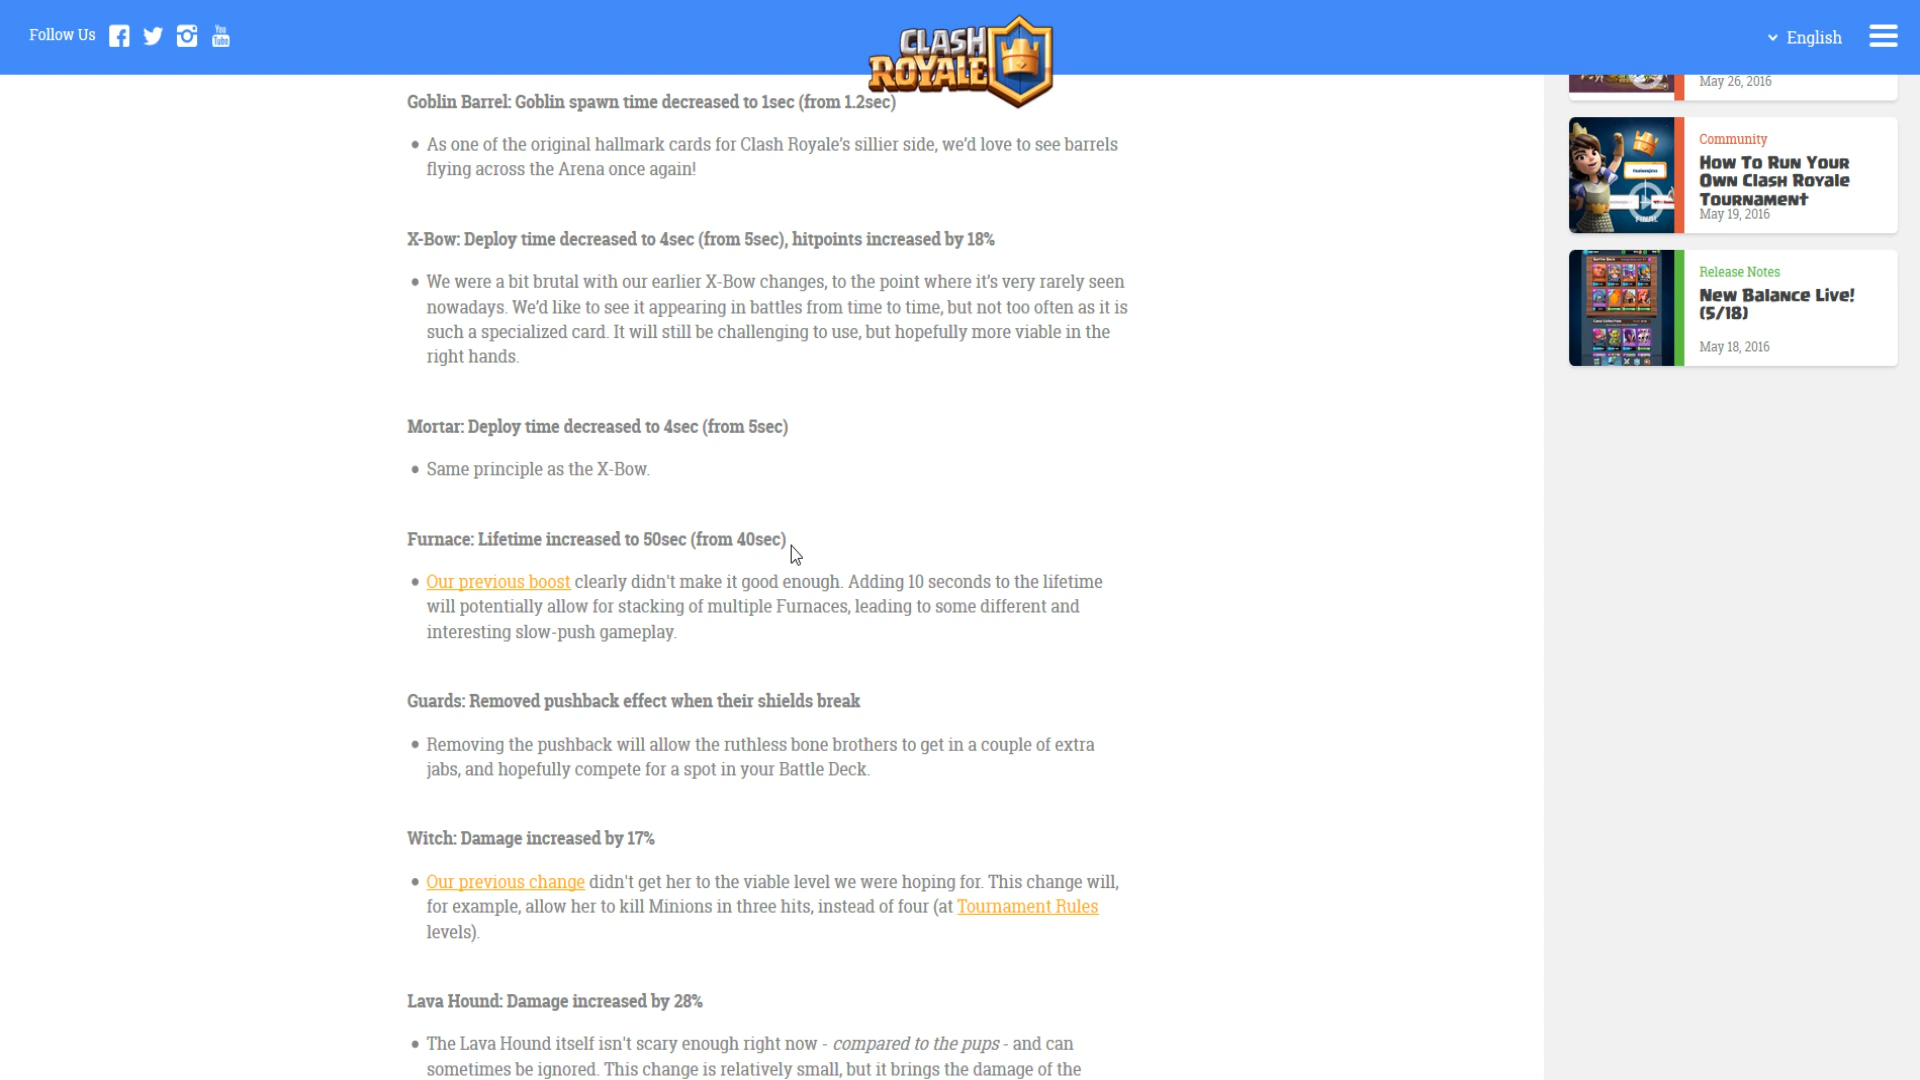 Follow Us
You
Tube
CLASH
ROYALE
English
Goblin Barrel: Goblin spawn time decreased to 1sec (from 1.2sec)
• As one of the original hallmark cards for Clash Royale’s sillier side, we’d love to see barrels
flying across the Arena once again!
X-Bow: Deploy time decreased to 4sec (from 5sec), hitpoints increased by 18%
• We were a bit brutal with our earlier X-Bow changes, to the point where it’s very rarely seen
nowadays. We’d like to see it appearing in battles from time to time, but not too often as it is
such a specialized card. It will still be challenging to use, but hopefully more viable in the
right hands.
Mortar: Deploy time decreased to 4sec (from 5sec)
• Same principle as the X-Bow.
Furnace: Lifetime increased to 50sec (from 40sec)
• Our previous boost clearly didn't make it good enough. Adding 10 seconds to the lifetime
will potentially allow for stacking of multiple Furnaces, leading to some different and
interesting slow-push gameplay.
Guards: Removed pushback effect when their shields break
• Removing the pushback will allow the ruthless bone brothers to get in a couple of extra
jabs, and hopefully compete for a spot in your Battle Deck.
Witch: Damage increased by 17%
• Our previous change didn't get her to the viable level we were hoping for. This change will,
for example, allow her to kill Minions in three hits, instead of four (at Tournament Rules
levels).
Lava Hound: Damage increased by 28%
• The Lava Hound itself isn't scary enough right now - compared to the pups - and can
sometimes be ignored. This change is relatively small, but it brings the damage of the
May 26, 2016
Community
How To Run Your
Own Clash Royale
Tournament
May 19, 2016
FINAL
Release Notes
New Balance Live!
(5/18)
May 18, 2016